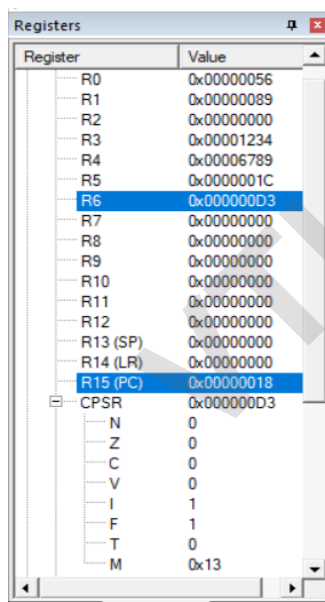 Registers
Register Value
R0 0x00000056
R1 0x00000089
R2 0x00000000
R3 0x00001234
R4 0x00006789
R5 0x0000001C
R6 0x000000D3
R7 0x00000000
R8 0x00000000
R9 0x00000000
R10 0x00000000
R11 0x00000000
R12 0x00000000
R13 (SP) 0x00000000
R14 (LR) 0x00000000
R15 (PC) 0x00000018
CPSR 0x000000D3
N 0
Z 0
C 0
V 0
I 1
F 1
T 0
M 0x13